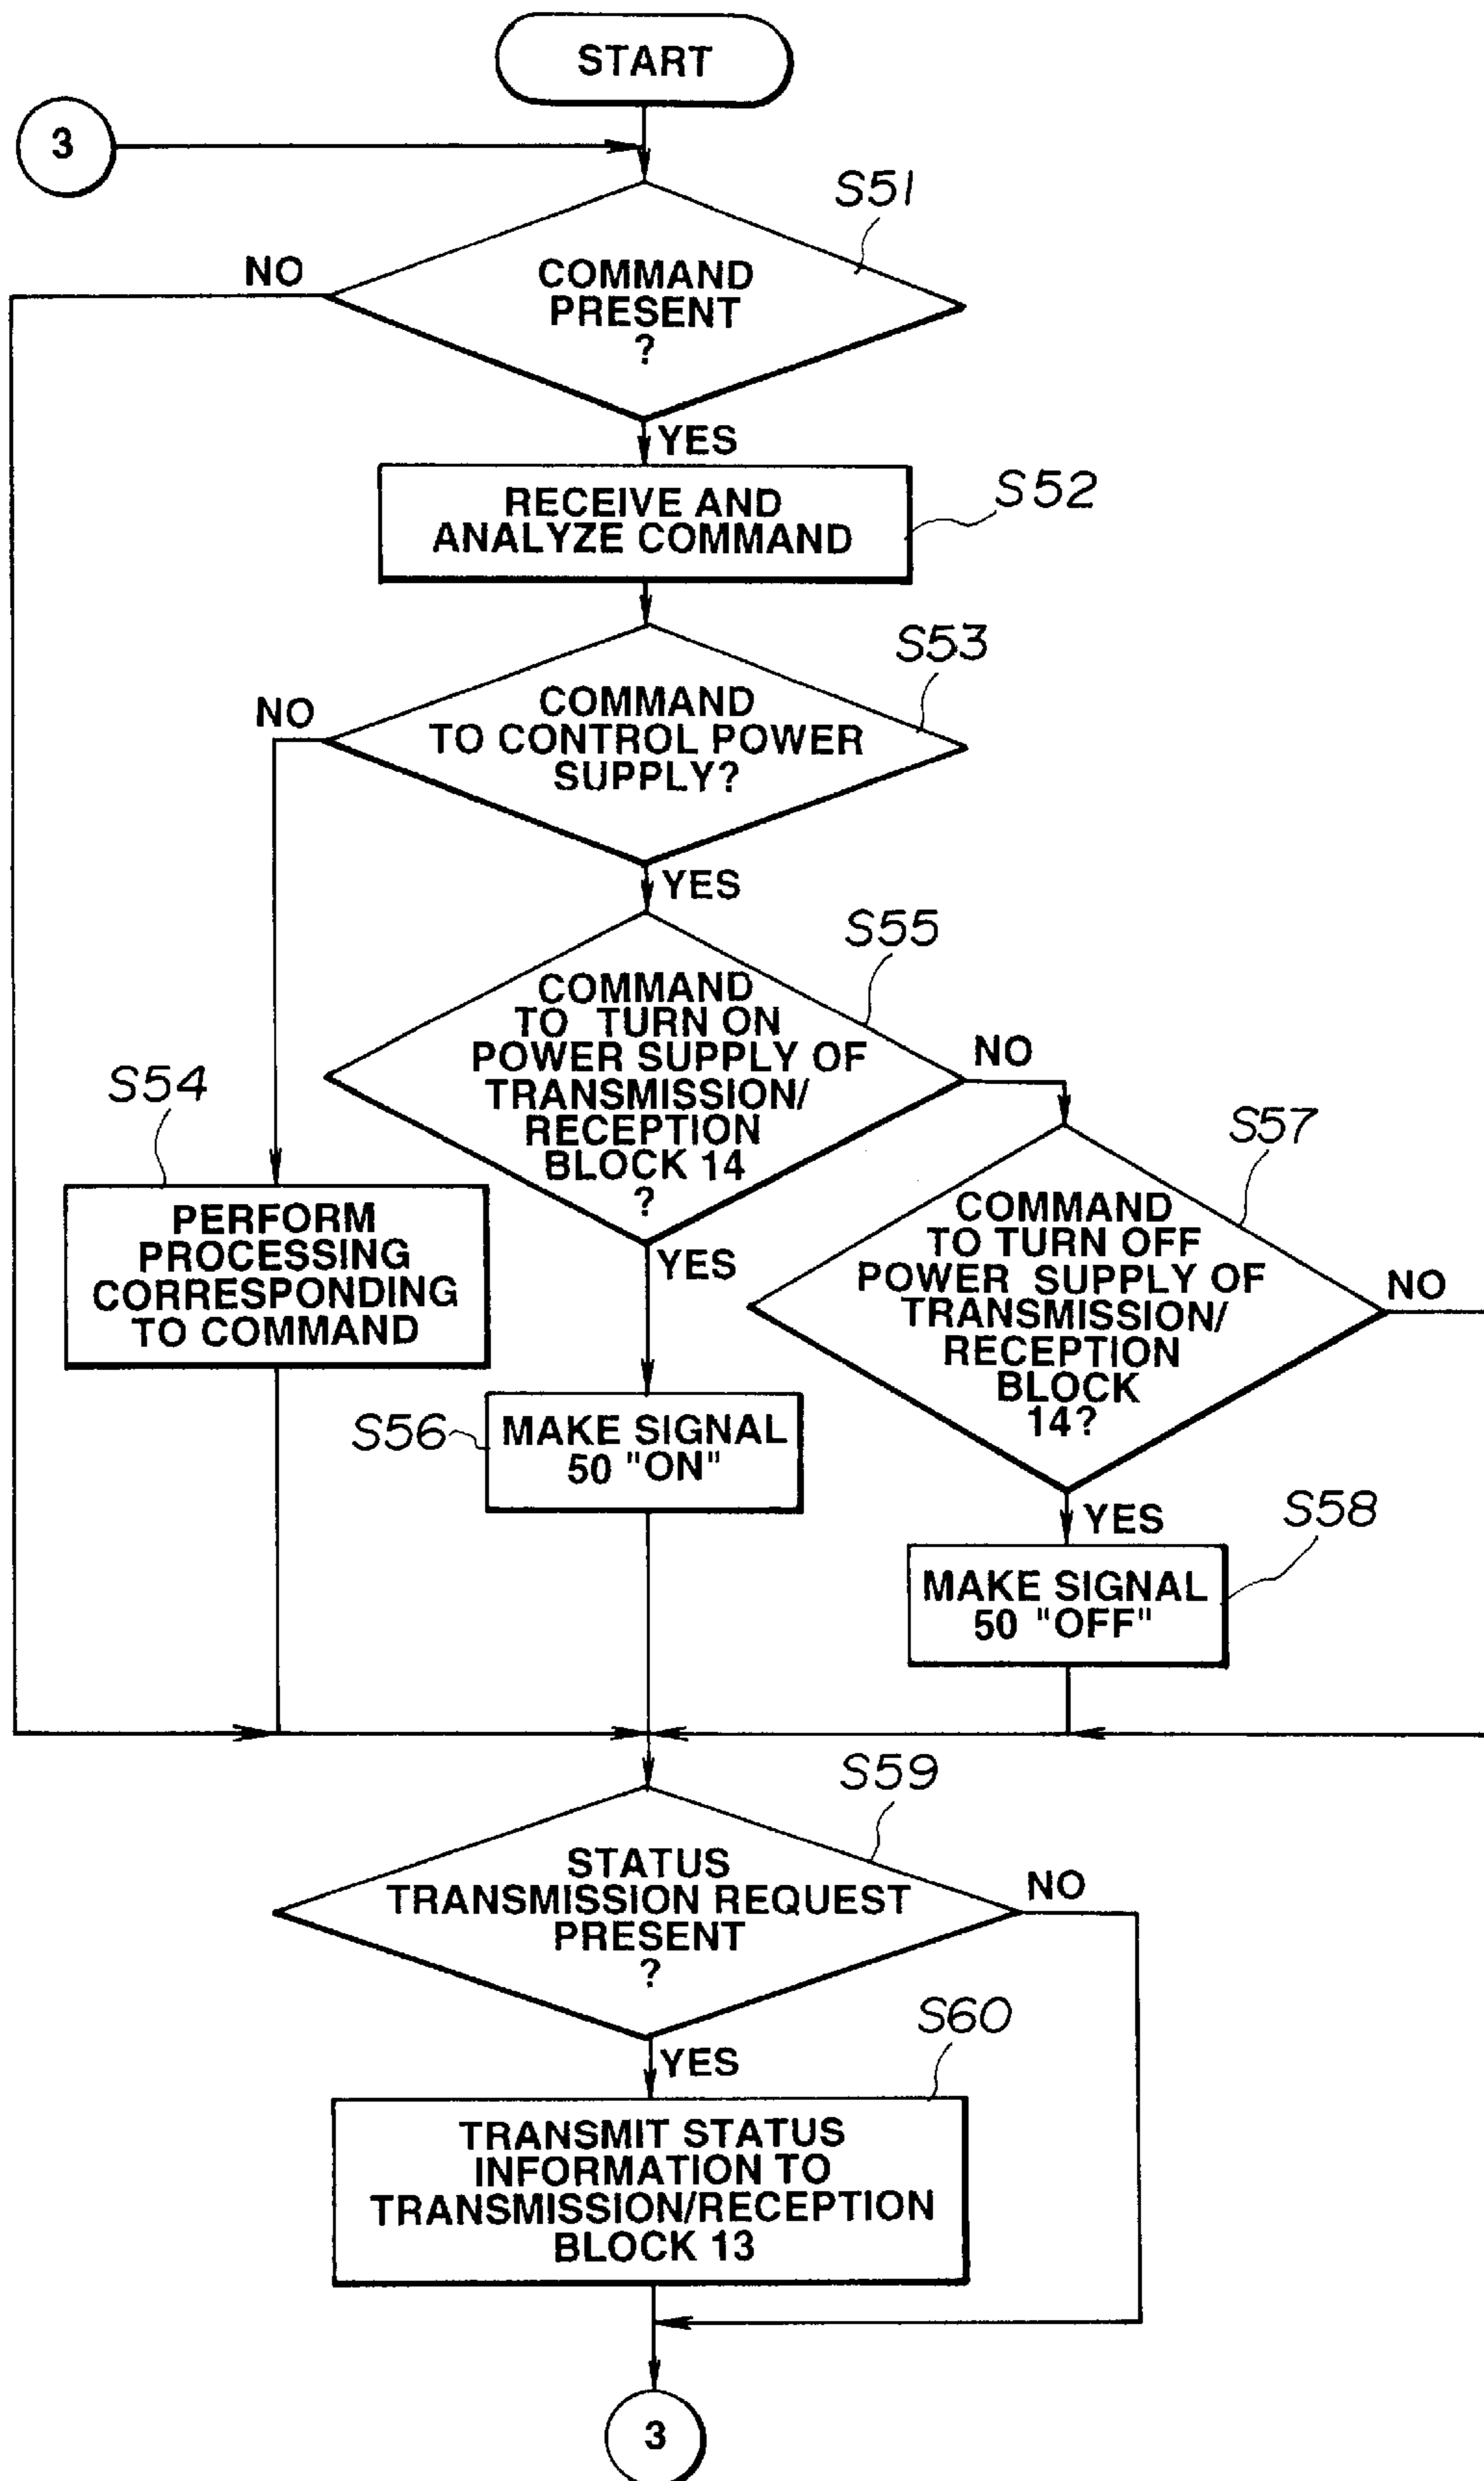 START
3
S51
NO
COMMAND
PRESENT
?
YES
RECEIVE AND
ANALYZE COMMAND
S52
S53
NO
COMMAND
TO CONTROL POWER
SUPPLY?
YES
S55
COMMAND
TO TURN ON
POWER SUPPLY OF
TRANSMISSION/
RECEPTION
BLOCK 14
?
NO
YES
S54
PERFORM
PROCESSING
CORRESPONDING
TO COMMAND
S57
COMMAND
TO TURN OFF
POWER SUPPLY OF
TRANSMISSION/
RECEPTION
BLOCK
14?
NO
YES
S56
MAKE SIGNAL
50 "ON"
S58
MAKE SIGNAL
50 "OFF"
S59
STATUS
TRANSMISSION REQUEST
PRESENT
?
NO
YES
S60
TRANSMIT STATUS
INFORMATION TO
TRANSMISSION/RECEPTION
BLOCK 13
3